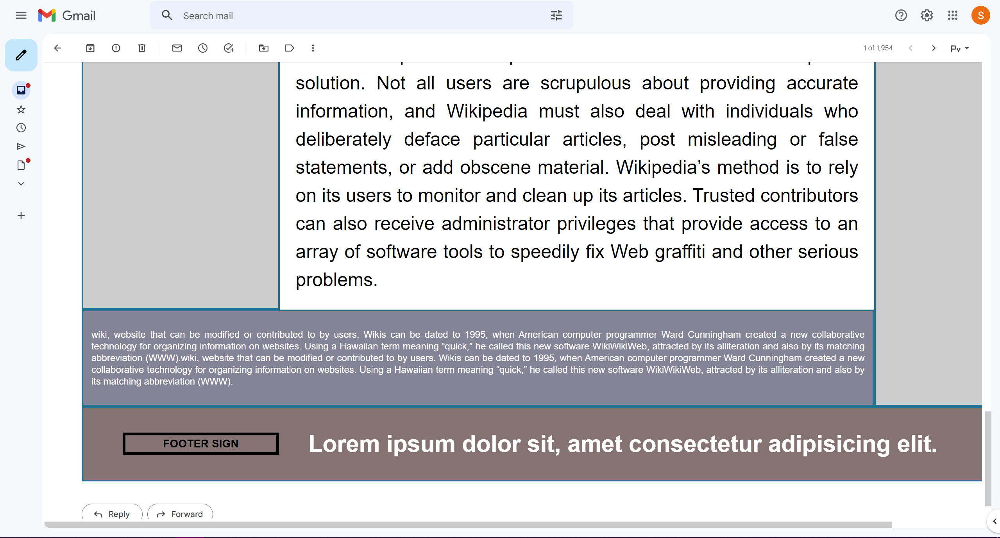 Gmail
Search mail
S
1 of 1,954
solution. Not all users are scrupulous about providing accurate
information, and Wikipedia must also deal with individuals who
deliberately deface particular articles, post misleading or false
statements, or add obscene material. Wikipedia’s method is to rely
on its users to monitor and clean up its articles. Trusted contributors
can also receive administrator privileges that provide access to an
array of software tools to speedily fix Web graffiti and other serious
problems.
wiki, website that can be modified or contributed to by users. Wikis can be dated to 1995, when American computer programmer Ward Cunningham created a new collaborative
technology for organizing information on websites. Using a Hawaiian term meaning “quick,” he called this new software WikiWikiWeb, attracted by its alliteration and also by its matching
abbreviation (WWW).wiki, website that can be modified or contributed to by users. Wikis can be dated to 1995, when American computer programmer Ward Cunningham created a new
collaborative technology for organizing information on websites. Using a Hawaiian term meaning “quick,” he called this new software WikiWikiWeb, attracted by its alliteration and also by
its matching abbreviation (WWW).
FOOTER SIGN
Lorem ipsum dolor sit, amet consectetur adipisicing elit.
Reply
Forward